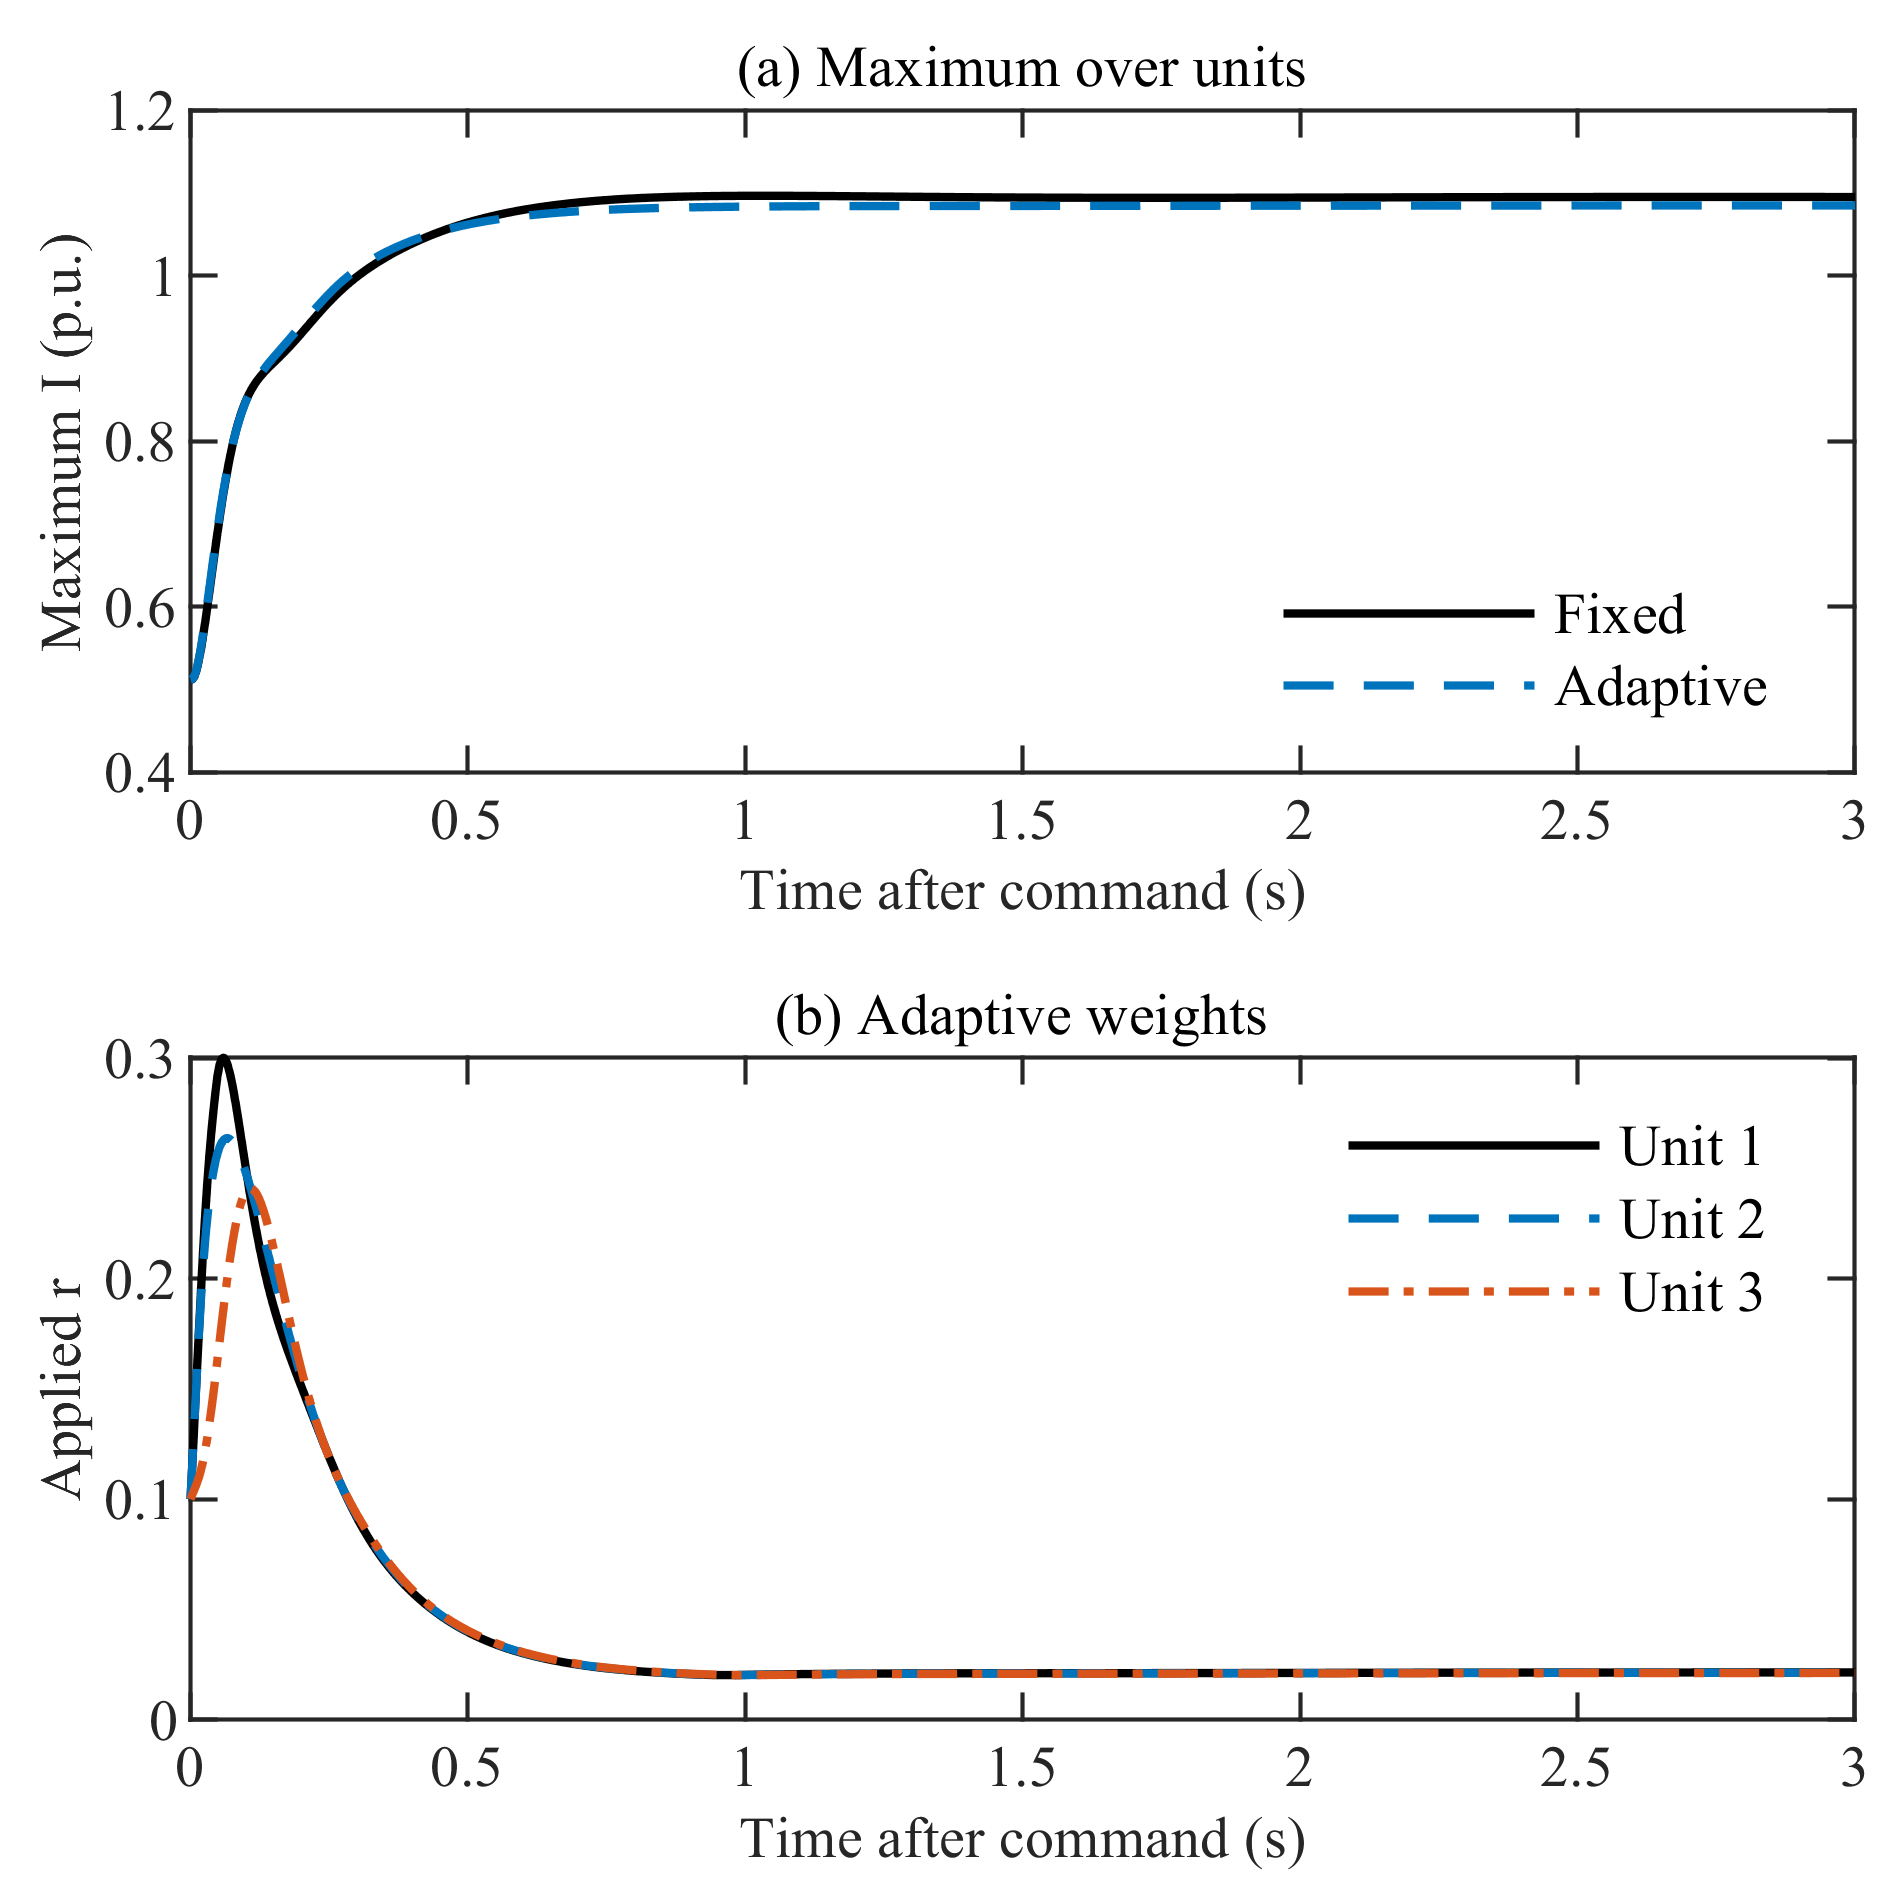 (a) Maximum over units
1.2
1
0.8
0.6
0.4
Maximum I (p.u.)
Fixed
Adaptive
0 0.5 1 1.5 2 2.5 3
Time after command (s)
(b) Adaptive weights
0.3
0.2
0.1
0
Applied r
Unit 1
Unit 2
Unit 3
0 0.5 1 1.5 2 2.5 3
Time after command (s)